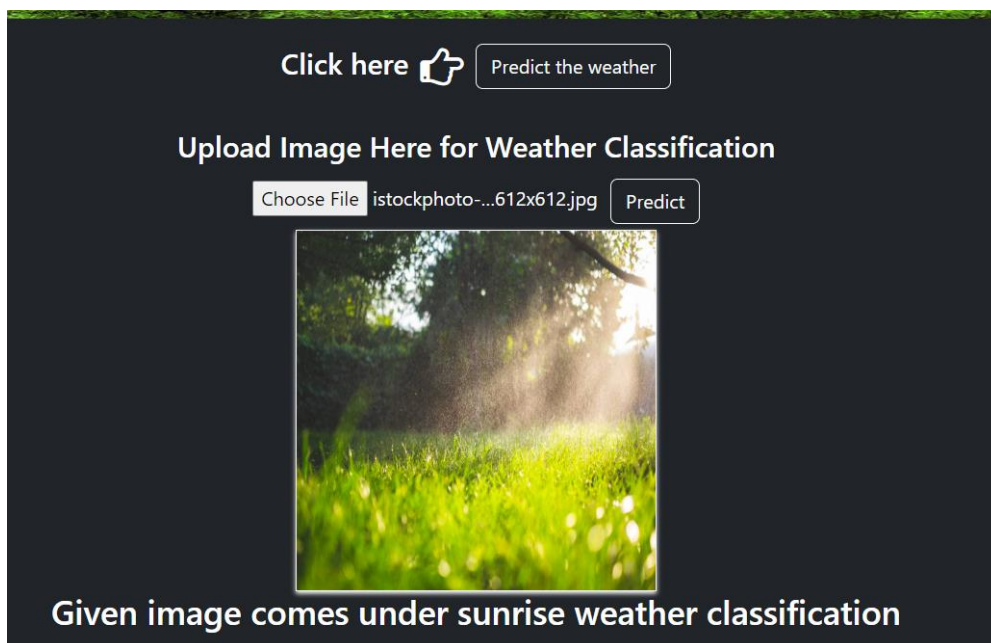 Click here Predict the weather
Upload Image Here for Weather Classification
Choose File istockphoto-...612x612.jpg Predict
Given image comes under sunrise weather classification